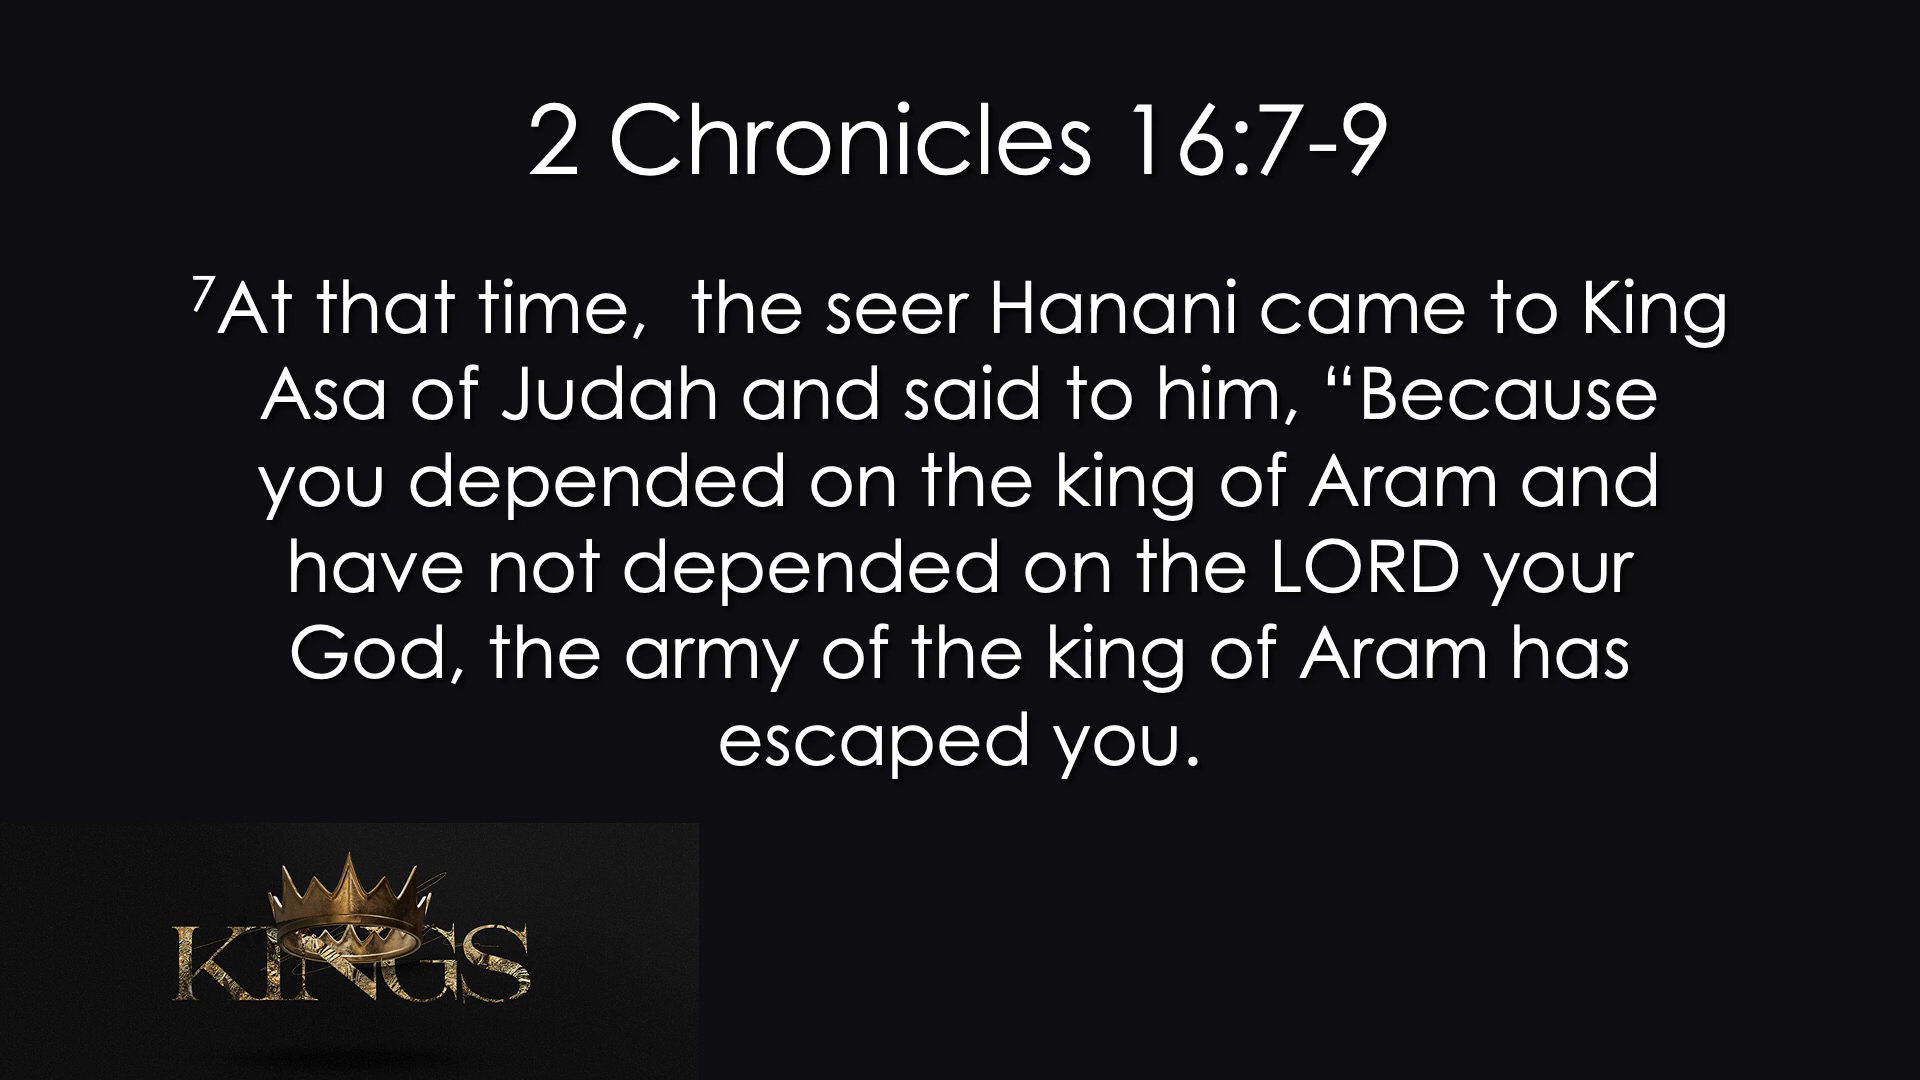 2 Chronicles 16:7-9
⁷At that time,  the seer Hanani came to King
Asa of Judah and said to him, “Because
you depended on the king of Aram and
have not depended on the LORD your
God, the army of the king of Aram has
escaped you.
KINGS